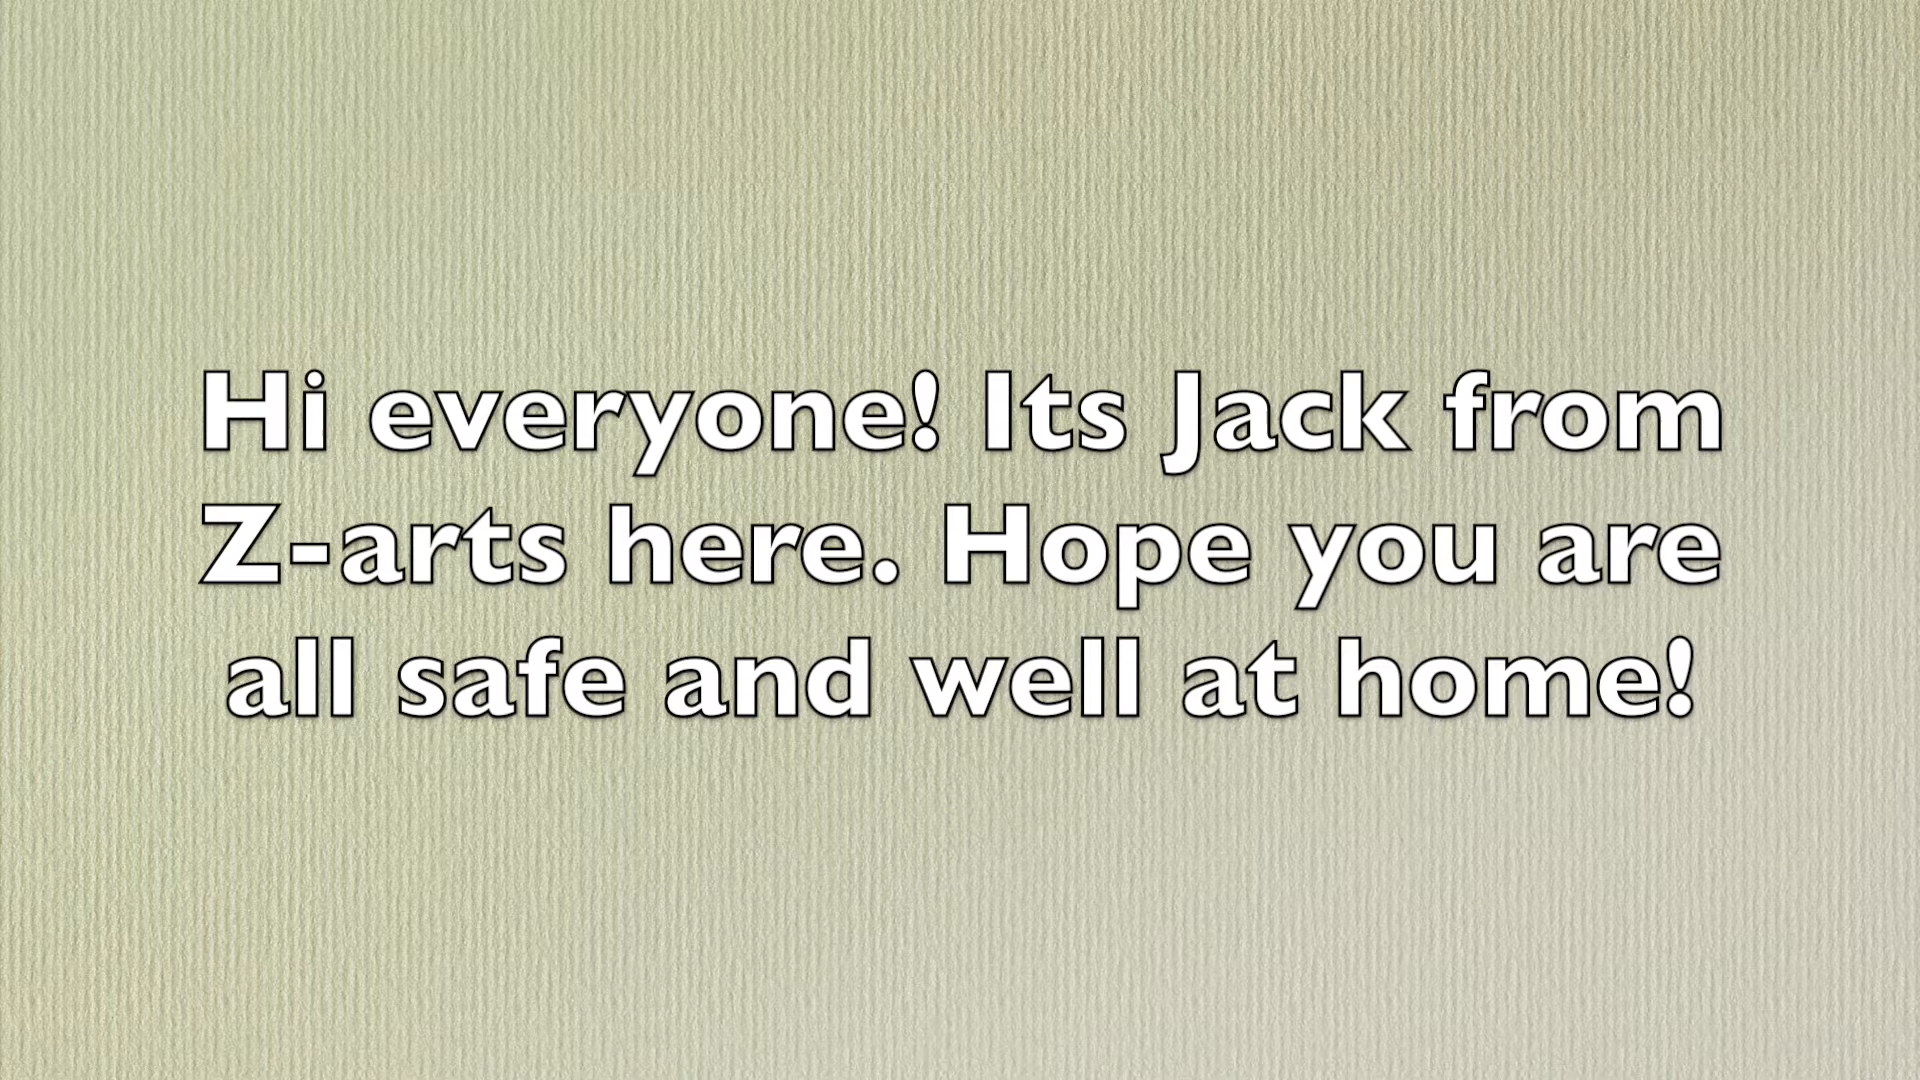 Hi everyone! Its Jack from
Z-arts here. Hope you are
all safe and well at home!